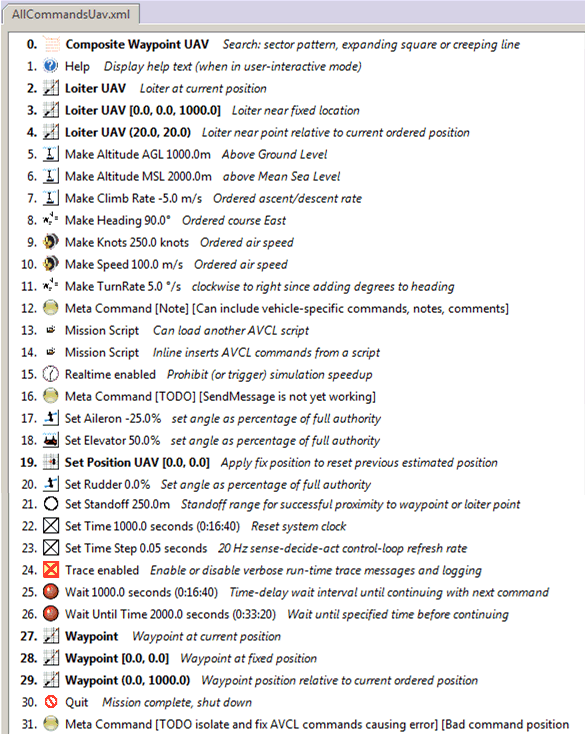 AllCommandsUav.xml
0. Composite Waypoint UAV Search: sector pattern, expanding square or creeping line
1. Help Display help text (when in user-interactive mode)
2. Loiter UAV Loiter at current position
3. Loiter UAV [0.0, 0.0, 1000.0] Loiter near fixed location
4. Loiter UAV (20.0, 20.0) Loiter near point relative to current ordered position
5. Make Altitude AGL 1000.0m Above Ground Level
6. Make Altitude MSL 2000.0m above Mean Sea Level
7. Make Climb Rate -5.0 m/s Ordered ascent/descent rate
8. Make Heading 90.0° Ordered course East
9. Make Knots 250.0 knots Ordered air speed
10. Make Speed 100.0 m/s Ordered air speed
11. Make TurnRate 5.0 °/s clockwise to right since adding degrees to heading
12. Meta Command [Note] [Can include vehicle-specific commands, notes, comments]
13. Mission Script Can load another AVCL script
14. Mission Script Inline inserts AVCL commands from a script
15. Realtime enabled Prohibit (or trigger) simulation speedup
16. Meta Command [TODO] [SendMessage is not yet working]
17. Set Aileron -25.0% set angle as percentage of full authority
18. Set Elevator 50.0% set angle as percentage of full authority
19. Set Position UAV [0.0, 0.0] Apply fix position to reset previous estimated position
20. Set Rudder 0.0% Set angle as percentage of full authority
21. Set Standoff 250.0m Standoff range for successful proximity to waypoint or loiter point
22. Set Time 1000.0 seconds (0:16:40) Reset system clock
23. Set Time Step 0.05 seconds 20 Hz sense-decide-act control-loop refresh rate
24. Trace enabled Enable or disable verbose run-time trace messages and logging
25. Wait 1000.0 seconds (0:16:40) Time-delay wait interval until continuing with next command
26. Wait Until Time 2000.0 seconds (0:33:20) Wait until specified time before continuing
27. Waypoint Waypoint at current position
28. Waypoint [0.0, 0.0] Waypoint at fixed position
29. Waypoint (0.0, 1000.0) Waypoint position relative to current ordered position
30. Quit Mission complete, shut down
31. Meta Command [TODO isolate and fix AVCL commands causing error] [Bad command position